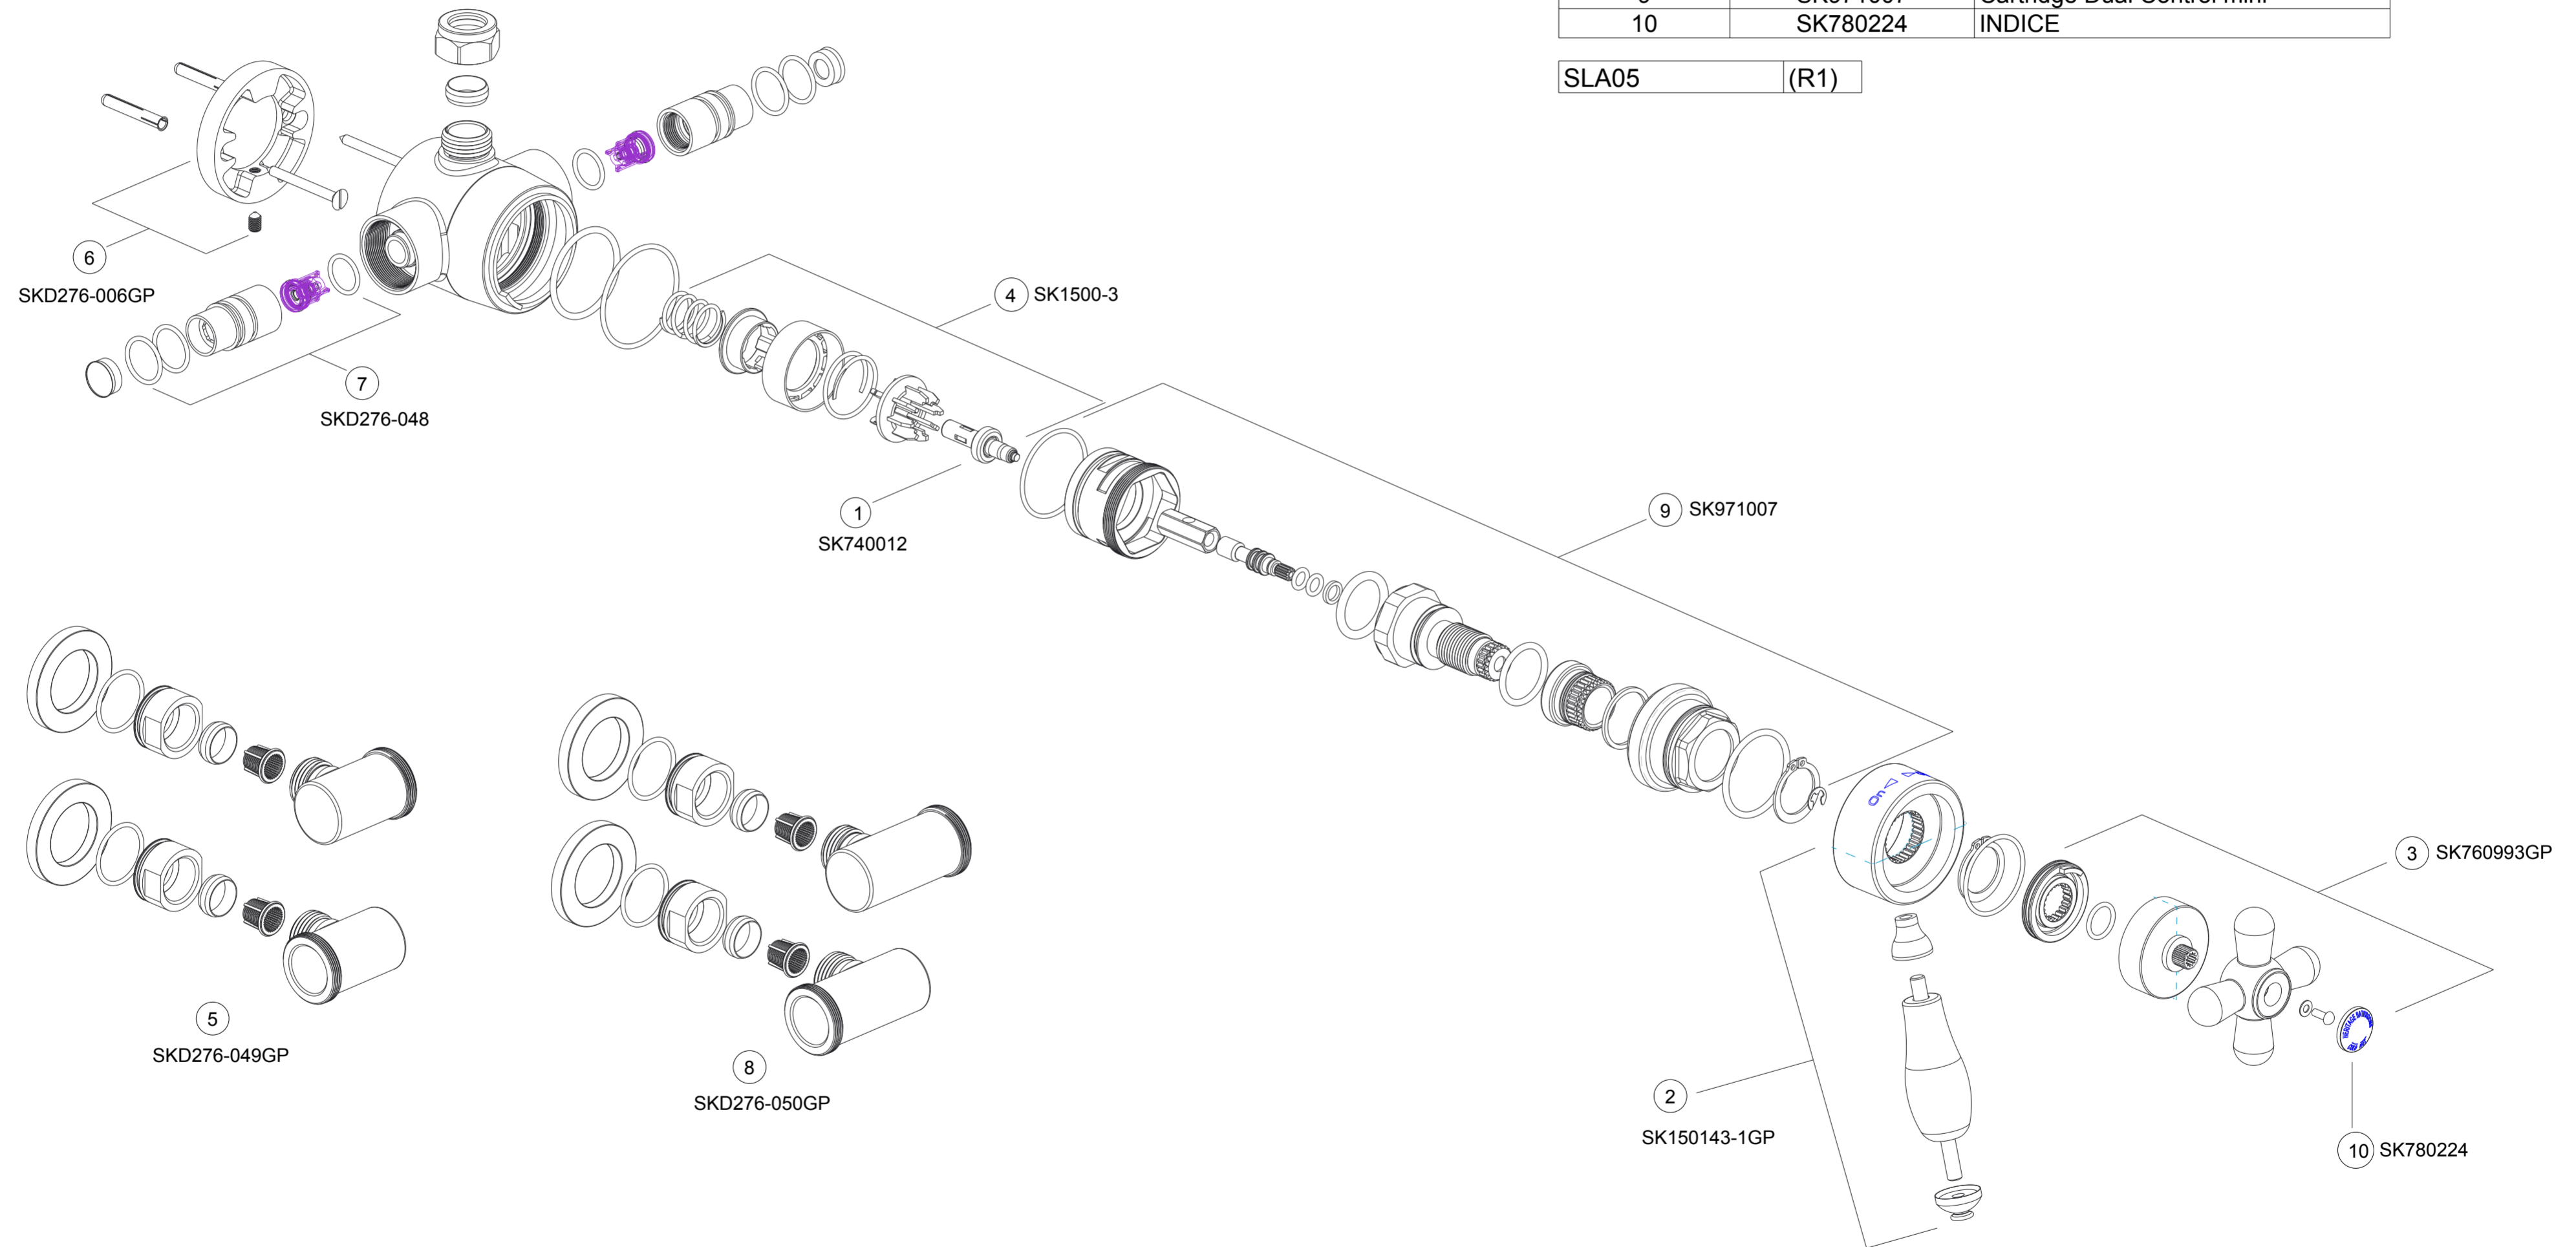 10 SK780224 INDICE
SLA05 (R1)
6
SKD276-006GP
7
SKD276-048
4 SK1500-3
1
SK740012
9 SK971007
5
SKD276-049GP
8
SKD276-050GP
On
3 SK760993GP
2
SK150143-1GP
10 SK780224